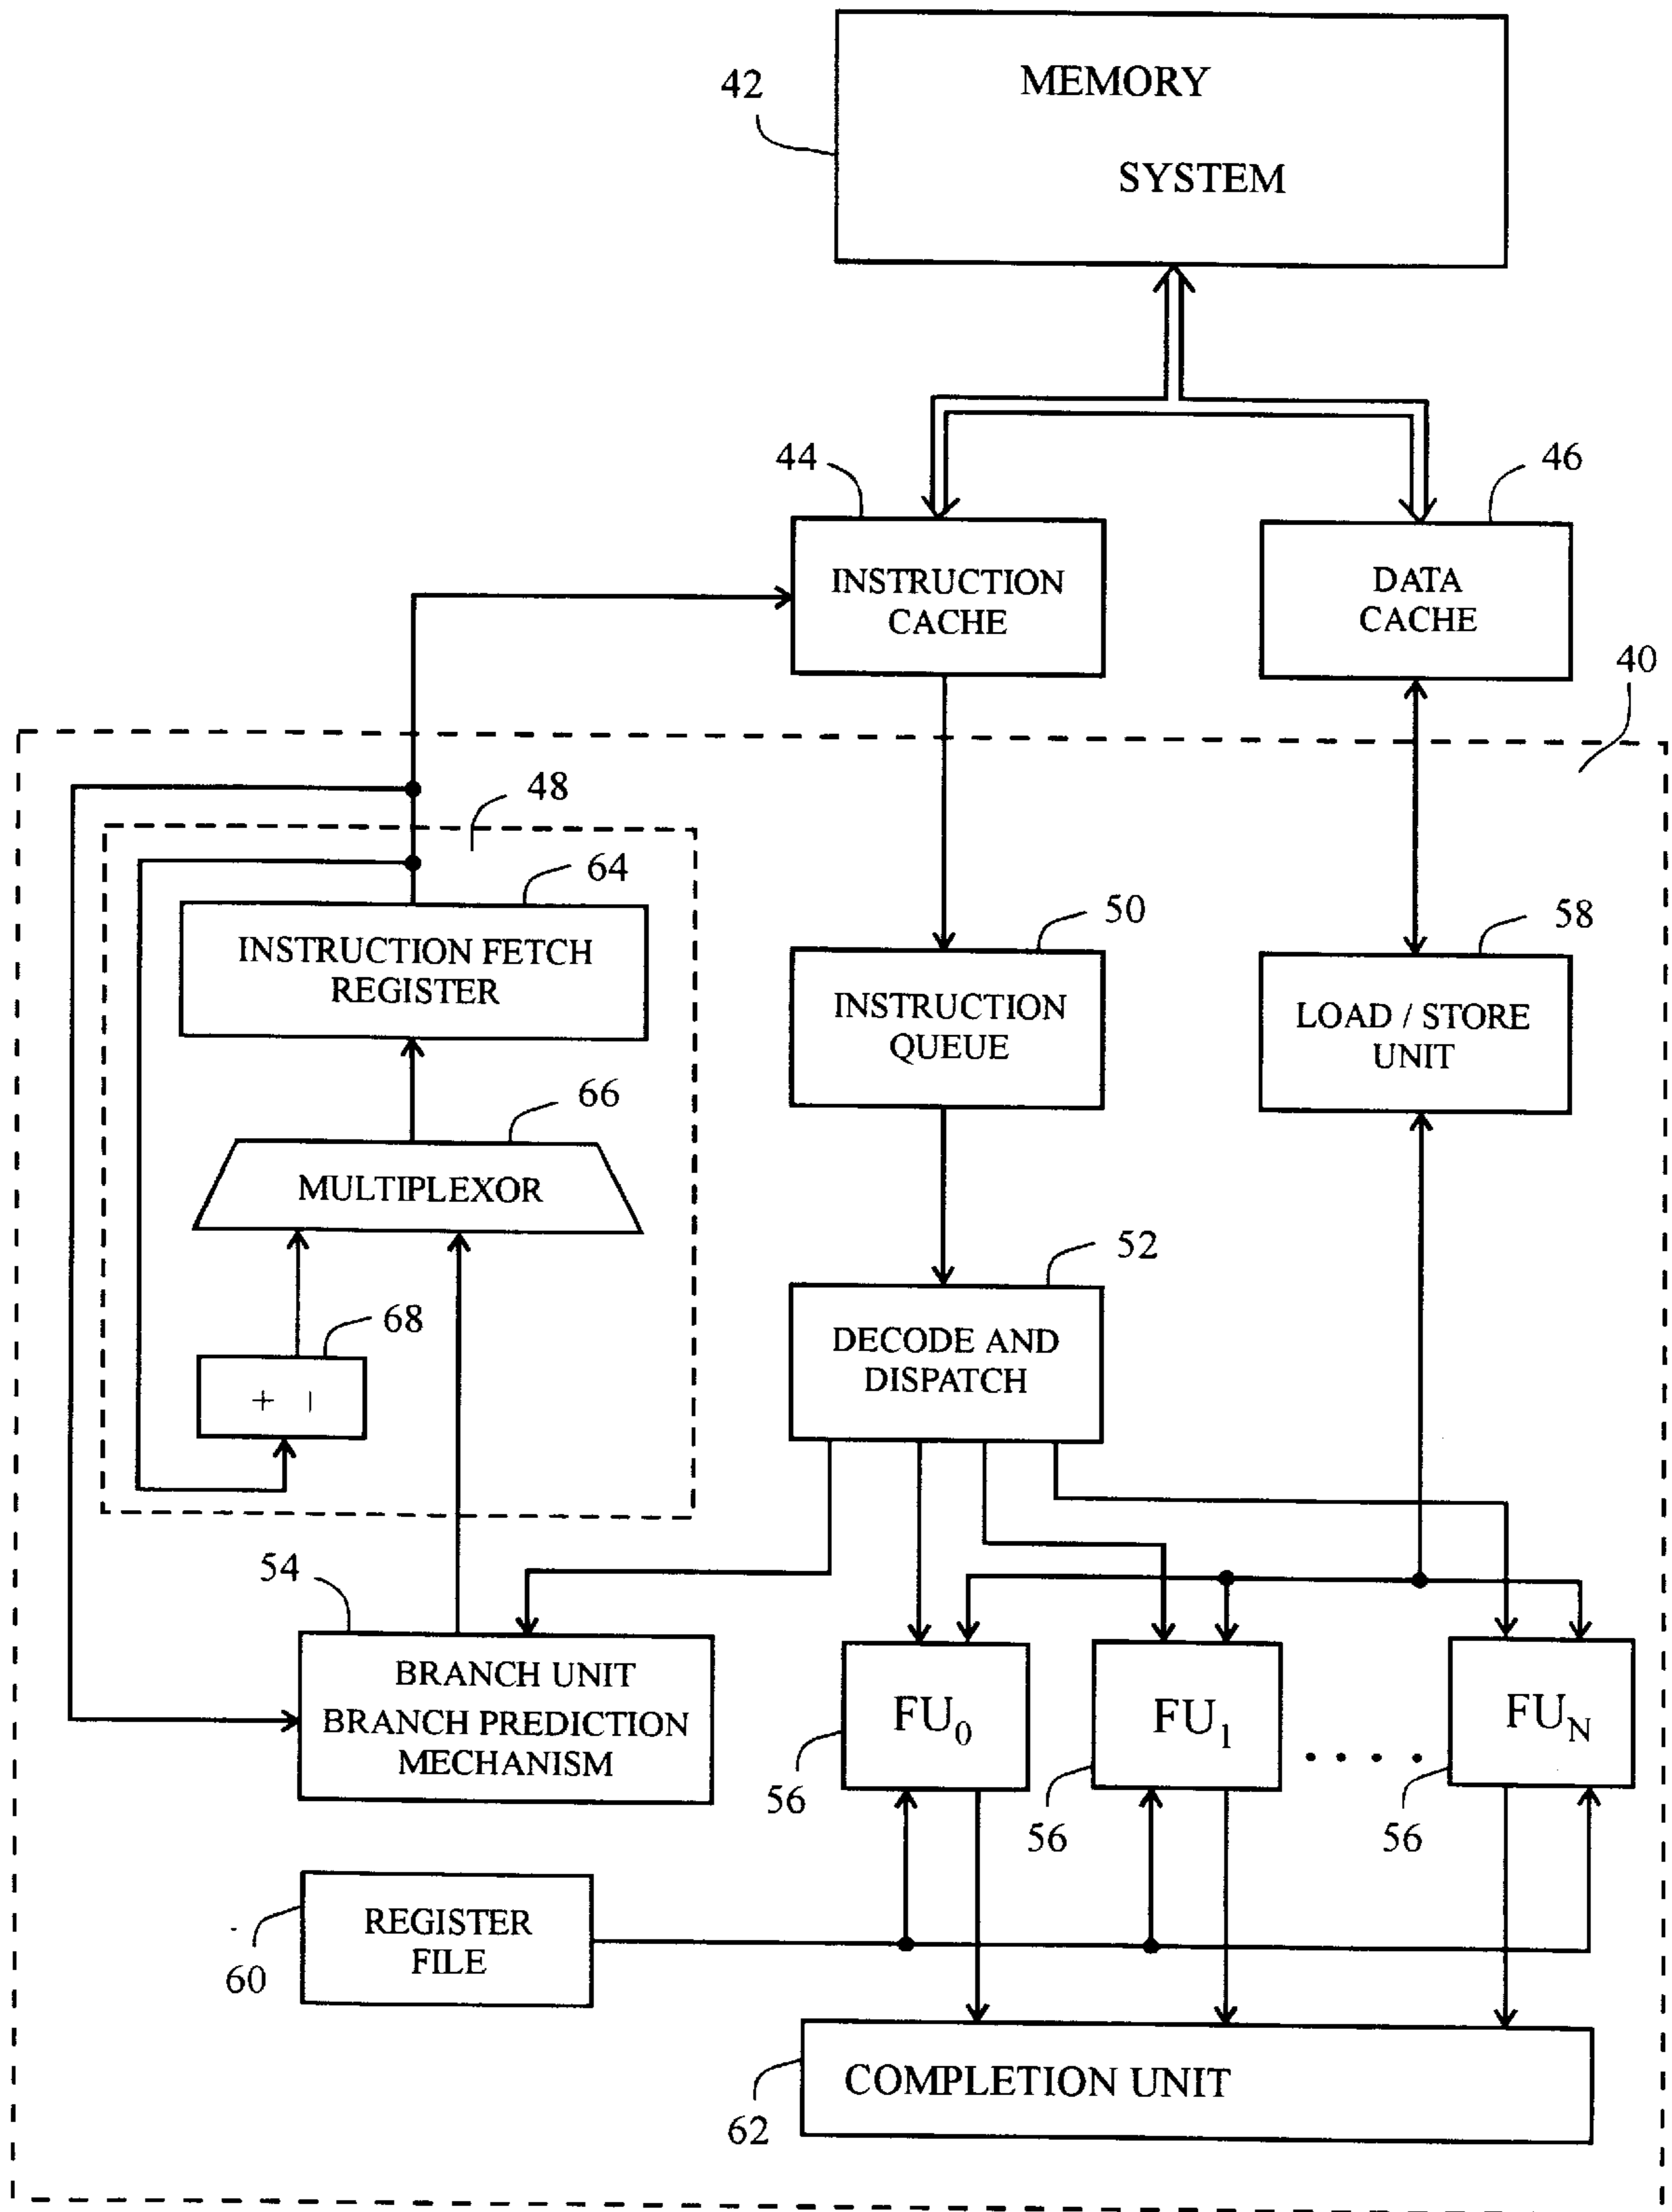 MEMORY
SYSTEM
42
44
46
INSTRUCTION
CACHE
DATA
CACHE
40
48
64
INSTRUCTION FETCH
REGISTER
50
INSTRUCTION
QUEUE
58
LOAD / STORE
UNIT
66
MULTIPLEXOR
68
+ |
52
DECODE AND
DISPATCH
54
BRANCH UNIT
BRANCH PREDICTION
MECHANISM
FU0
FU1
. . . .
FUN
56
56
56
REGISTER
FILE
60
COMPLETION UNIT
62